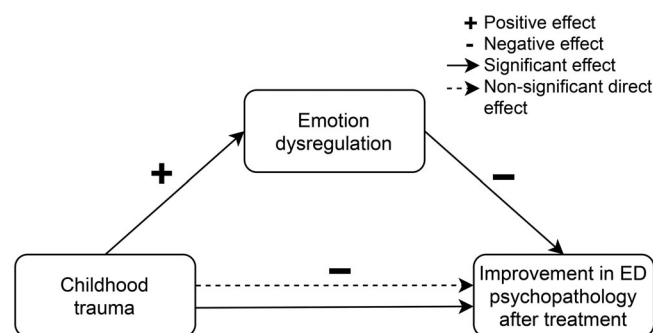 + Positive effect
- Negative effect
Significant effect
Non-significant direct
effect
Emotion
dysregulation
+
-
-
Childhood
trauma
Improvement in ED
psychopathology
after treatment